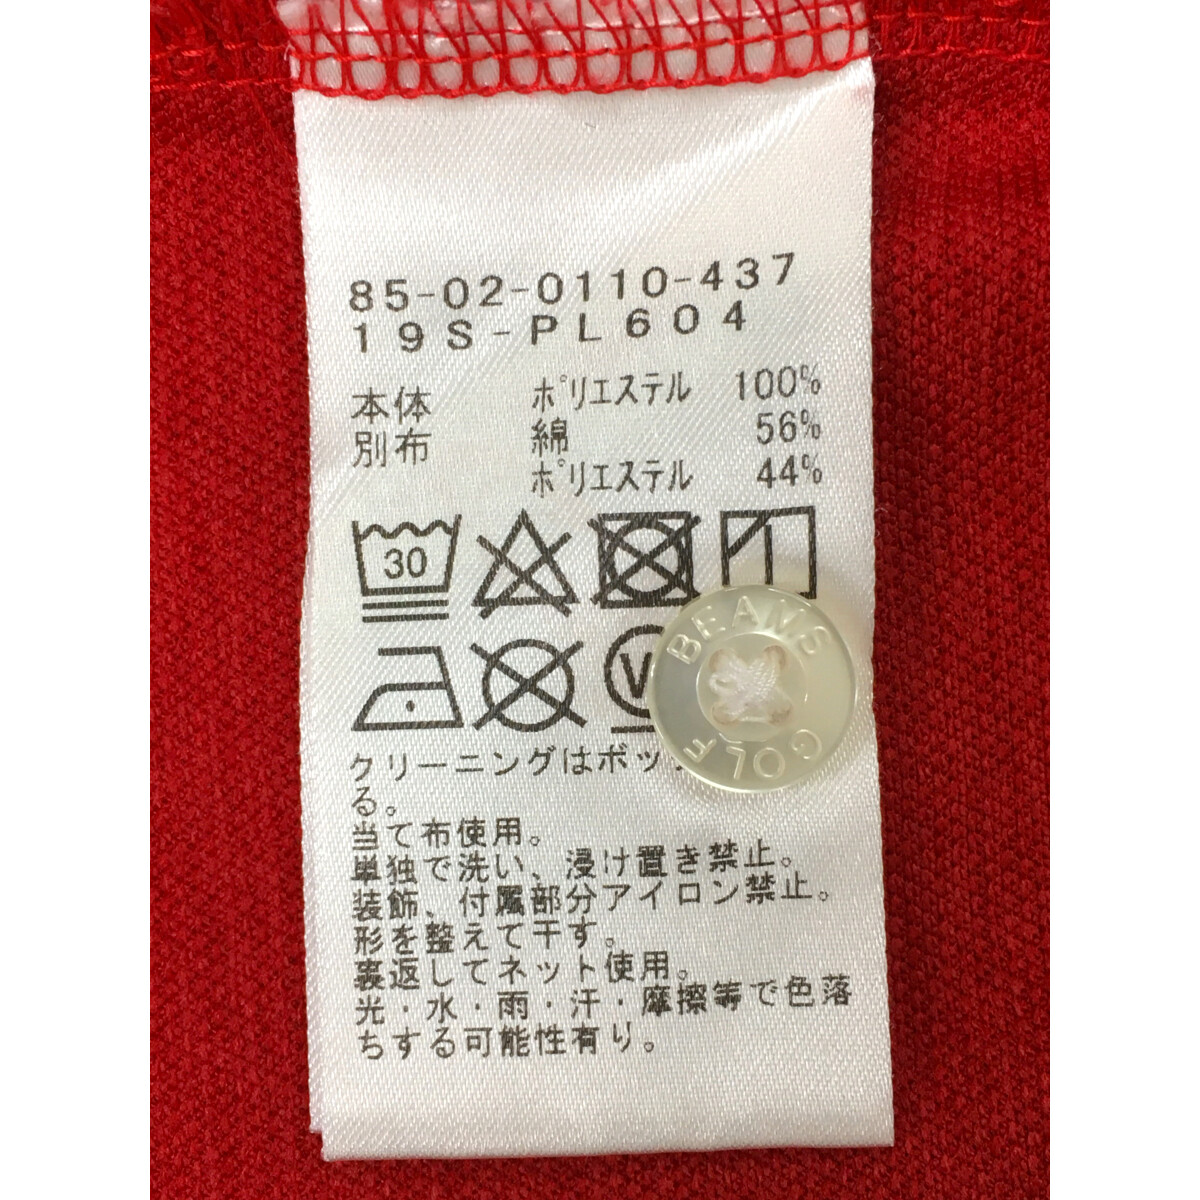 85-02-0110-437
19S-PL604
本体 ポリエステル 100%
別布 綿 56%
ポリエステル 44%
30
V
BEAMS GOLF
クリーニングはボッ
る。
当て布使用。
単独で洗い、浸け置き禁止。
装飾、付属部分アイロン禁止。
形を整えて干す。
裏返してネット使用。
光・水・雨・汗・摩擦等で色落
ちする可能性有り。